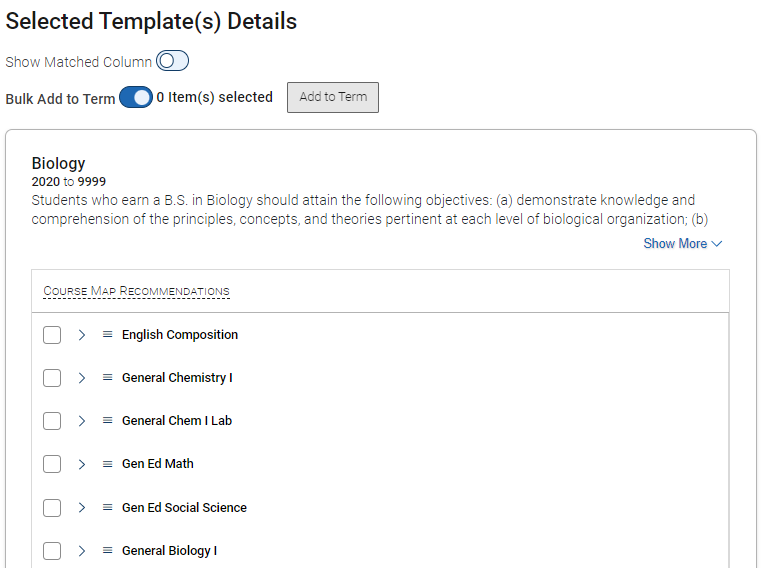 Selected Template(s) Details
Show Matched Column
Bulk Add to Term 0 Item(s) selected Add to Term
Biology
2020 to 9999
Students who earn a B.S. in Biology should attain the following objectives: (a) demonstrate knowledge and
comprehension of the principles, concepts, and theories pertinent at each level of biological organization; (b)
Show More
Course Map Recommendations
English Composition
General Chemistry I
General Chem I Lab
Gen Ed Math
Gen Ed Social Science
General Biology I